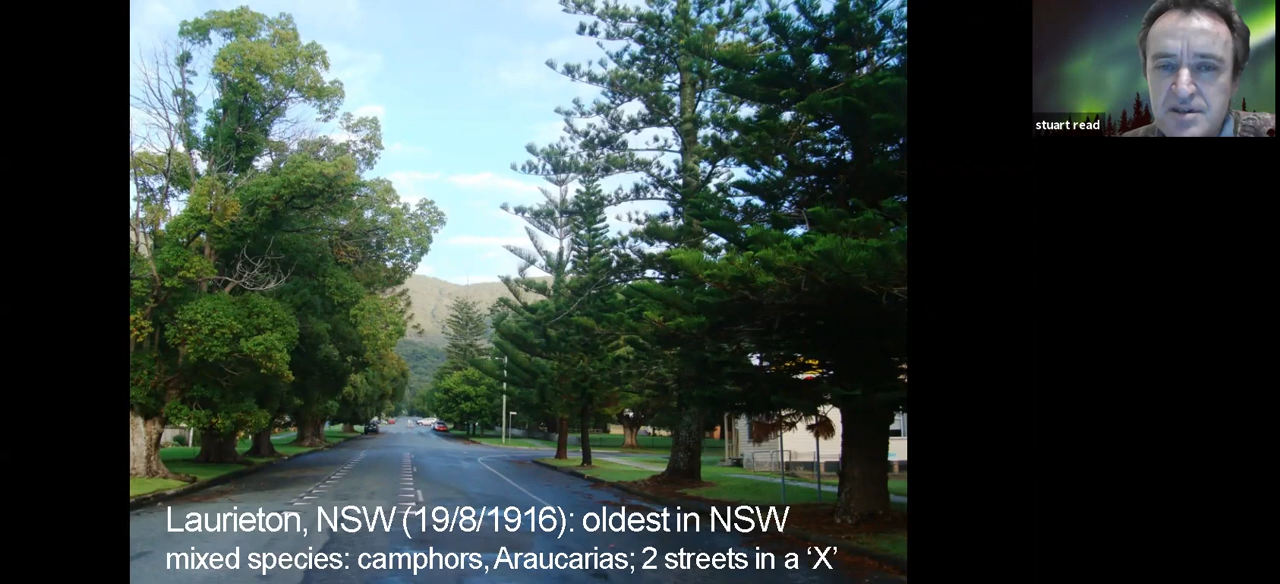 stuart read
Laurieton, NSW (19/8/1916): oldest in NSW
mixed species: camphors, Araucarias; 2 streets in a ‘X’